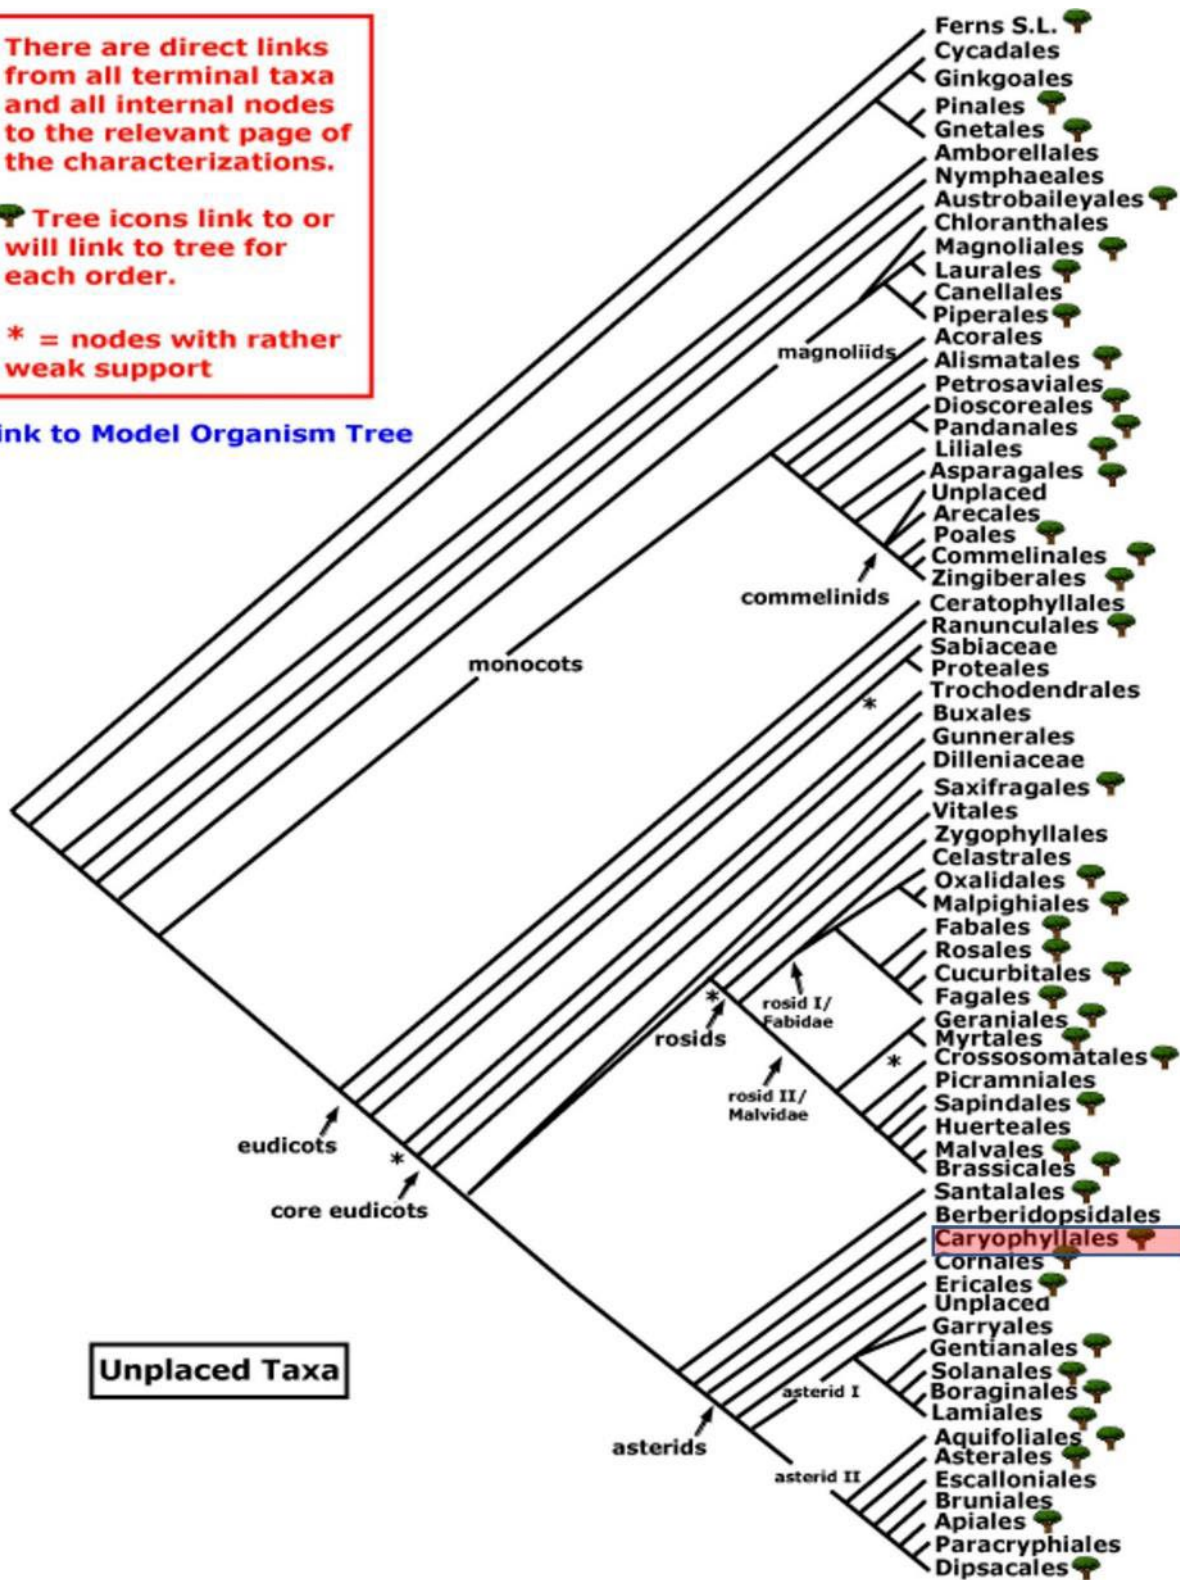 There are direct links
from all terminal taxa
and all internal nodes
to the relevant page of
the characterizations.
Tree icons link to or
will link to tree for
each order.
* = nodes with rather
weak support
ink to Model Organism Tree
Ferns S.L.
Cycadales
Ginkgoales
Pinales
Gnetales
Amborellales
Nymphaeales
Austrobaileyales
Chloranthales
Magnoliales
Laurales
Canellales
Piperales
magnoliids
Acorales
Alismatales
Petrosaviales
Dioscoreales
Pandanales
Liliales
Asparagales
Unplaced
Arecales
Poales
Commelinales
Zingiberales
commelinids
monocots
Ceratophyllales
Ranunculales
Sabiaceae
Proteales
*
Trochodendrales
Buxales
Gunnerales
Dilleniaceae
Saxifragales
Vitales
Zygophyllales
Celastrales
Oxalidales
Malpighiales
Fabales
Rosales
Cucurbitales
Fagales
*
rosids
rosid I/
Fabidae
Geraniales
Myrtales
*
Crossosomatales
Picramniales
Sapindales
Huerteales
Malvales
Brassicales
rosid II/
Malvidae
eudicots
*
core eudicots
Santalales
Berberidopsidales
Caryophyllales
Cornales
Ericales
Unplaced
Garryales
Gentianales
Solanales
Boraginales
Lamiales
asterid I
asterids
asterid II
Aquifoliales
Asterales
Escalloniales
Bruniales
Apiales
Paracryphiales
Dipsacales
Unplaced Taxa